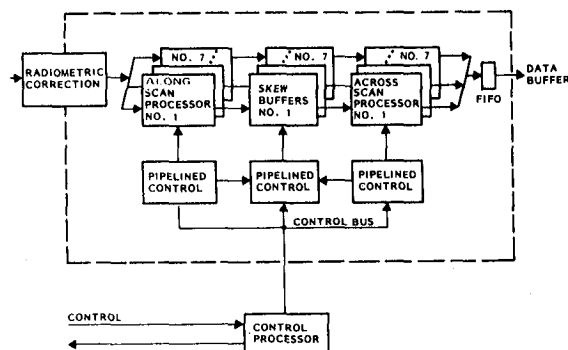 RADIOMETRIC
CORRECTION
NO. 7
ALONG
SCAN
PROCESSOR
NO. 1
NO. 7
SKEW
BUFFERS
NO. 1
NO. 7
ACROSS
SCAN
PROCESSOR
NO. 1
FIFO
DATA
BUFFER
PIPELINED
CONTROL
PIPELINED
CONTROL
PIPELINED
CONTROL
CONTROL BUS
CONTROL
CONTROL
PROCESSOR